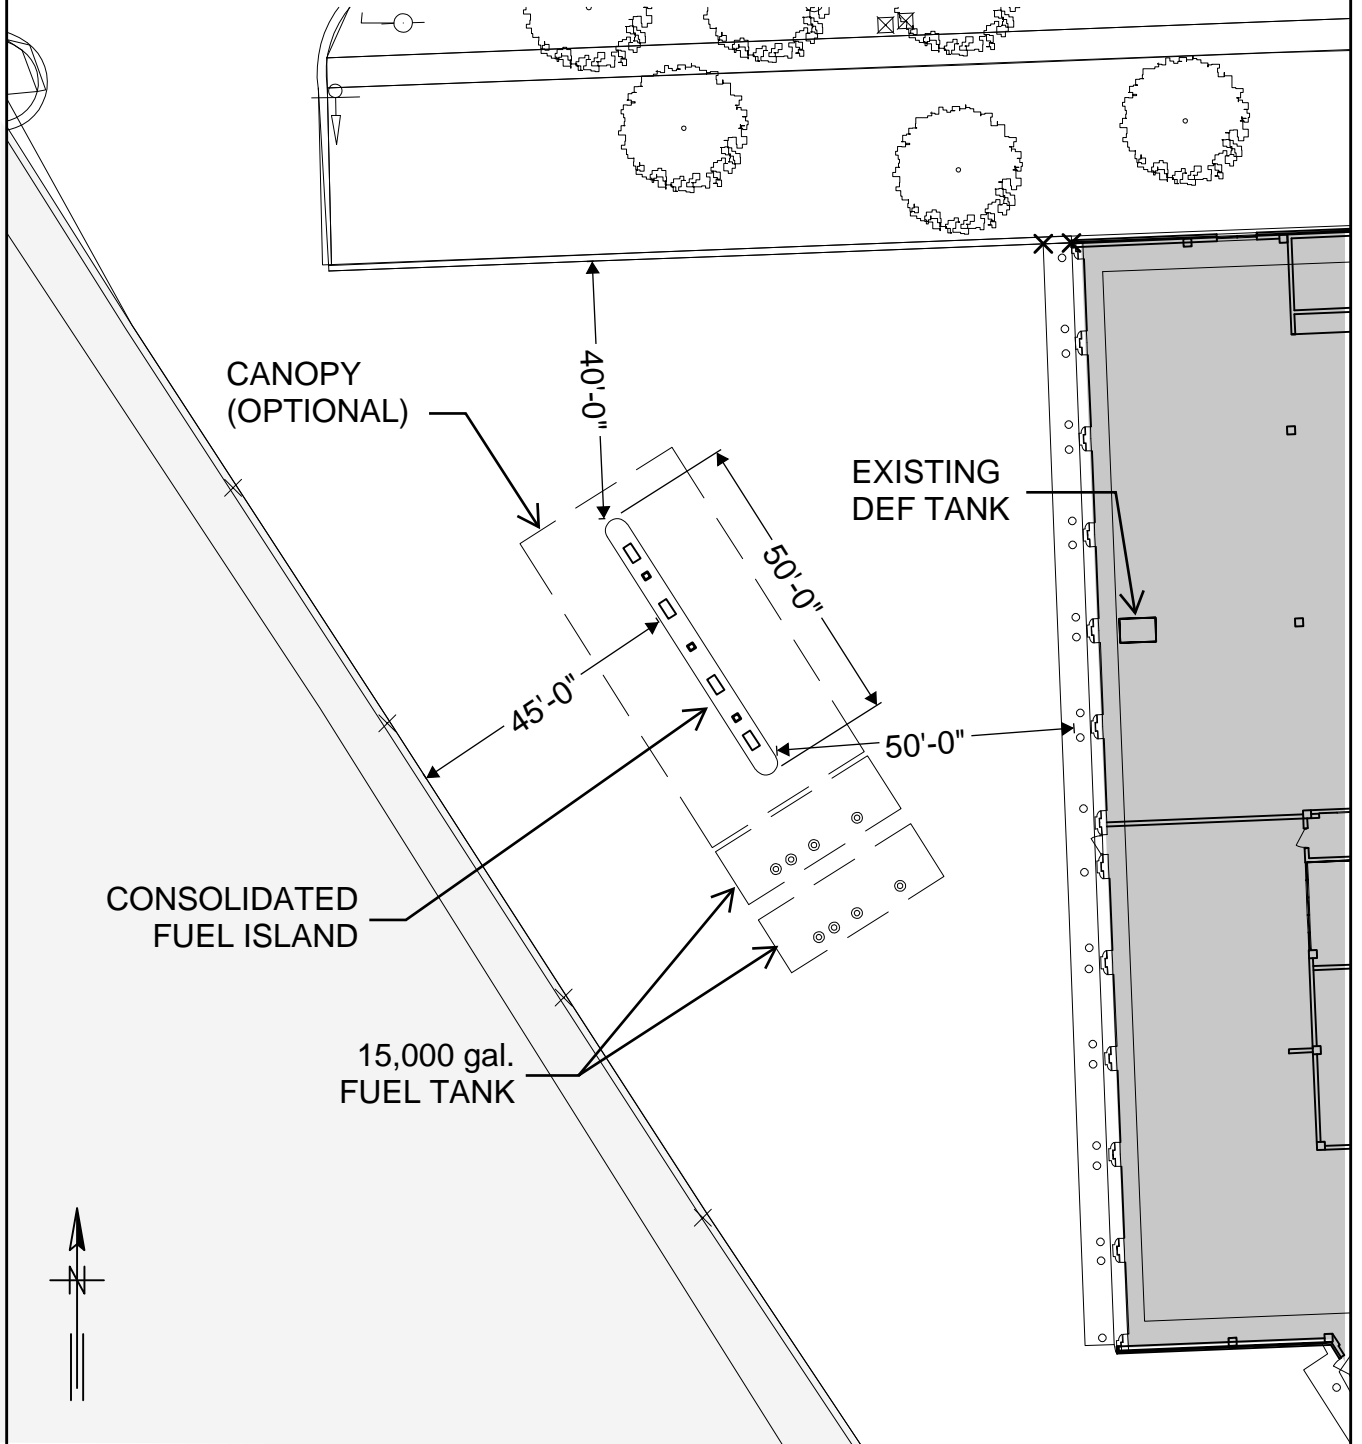 CANOPY
(OPTIONAL)
40'-0"
EXISTING
DEF TANK
50'-0"
45'-0"
50'-0"
CONSOLIDATED
FUEL ISLAND
15,000 gal.
FUEL TANK
N